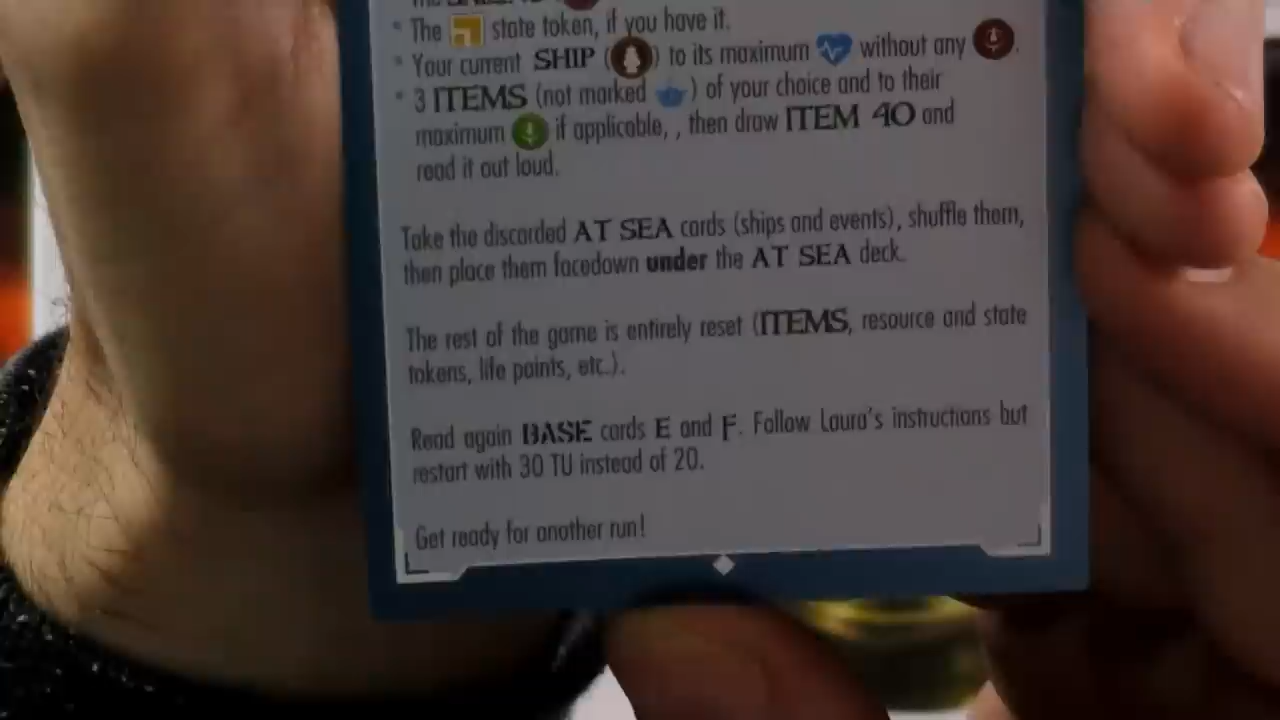 * The state token, if you have it.
* Your current SHIP ( ) to its maximum without any .
* 3 ITEMS (not marked ) of your choice and to their
maximum if applicable, , then draw ITEM 40 and
read it out loud.
Take the discarded AT SEA cards (ships and events), shuffle them,
then place them facedown under the AT SEA deck.
The rest of the game is entirely reset (ITEMS, resource and state
tokens, life points, etc.).
Read again BASE cards E and F. Follow Laura's instructions but
restart with 30 TU instead of 20.
Get ready for another run!